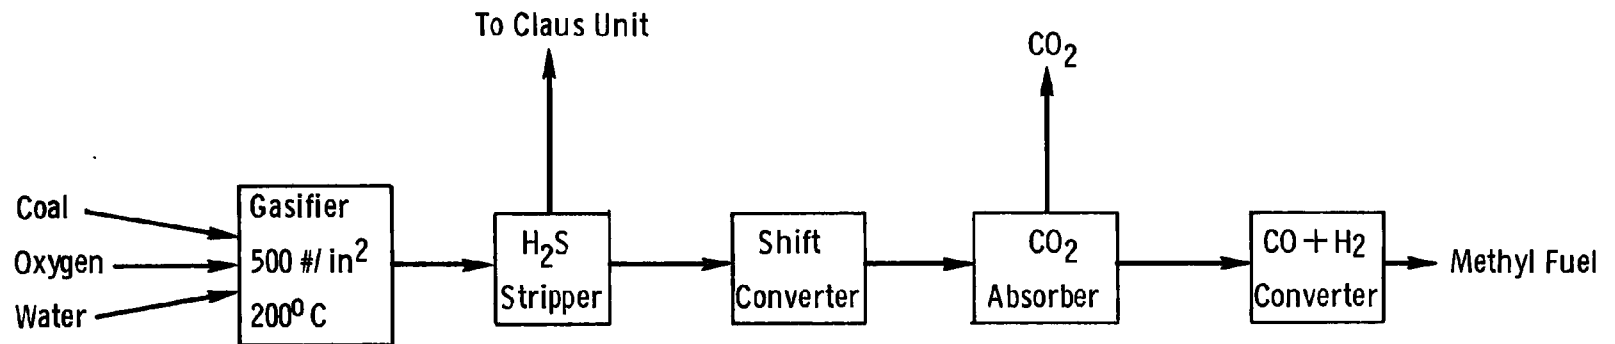 To Claus Unit
CO2
Coal
Oxygen
Water
Gasifier
500 #/ in2
200º C
H2S
Stripper
Shift
Converter
CO2
Absorber
CO + H2
Converter
Methyl Fuel